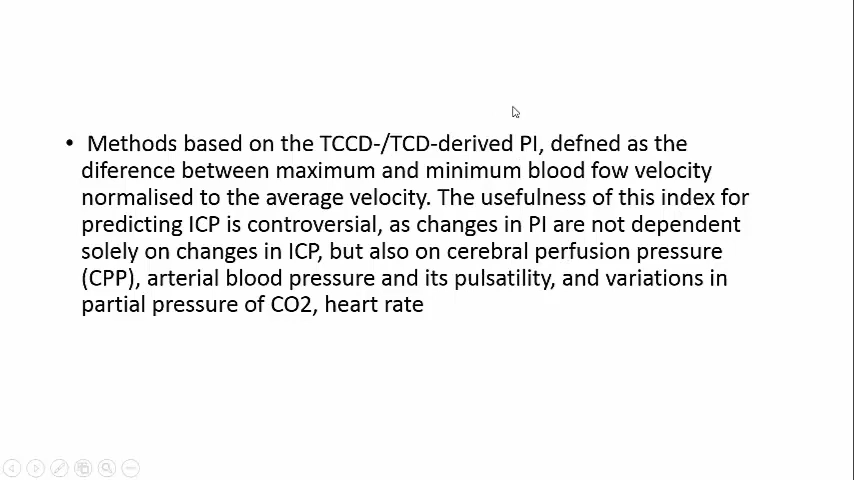 • Methods based on the TCCD-/TCD-derived PI, defned as the
diference between maximum and minimum blood fow velocity
normalised to the average velocity. The usefulness of this index for
predicting ICP is controversial, as changes in PI are not dependent
solely on changes in ICP, but also on cerebral perfusion pressure
(CPP), arterial blood pressure and its pulsatility, and variations in
partial pressure of CO2, heart rate